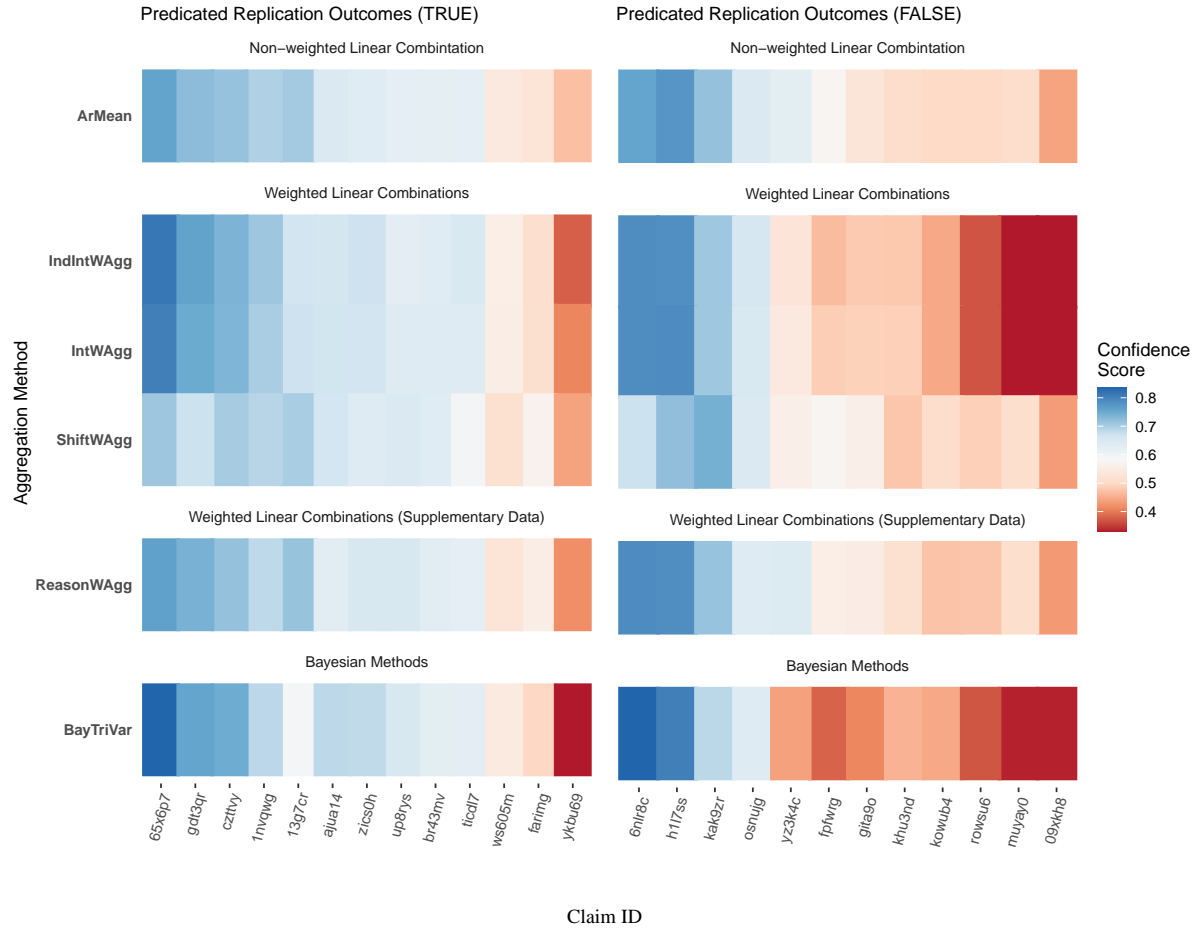 Predicated Replication Outcomes (TRUE)
Predicated Replication Outcomes (FALSE)
Non−weighted Linear Combintation
Non−weighted Linear Combintation
ArMean
Weighted Linear Combinations
Weighted Linear Combinations
IndIntWAgg
IntWAgg
ShiftWAgg
Weighted Linear Combinations (Supplementary Data)
Weighted Linear Combinations (Supplementary Data)
ReasonWAgg
Bayesian Methods
Bayesian Methods
BayTriVar
Aggregation Method
65x6p7
gdt3qr
czttvy
1nvqwg
13g7cr
ajua14
zics0h
up8rys
br43mv
ticdl7
ws605m
farimg
ykbu69
6nlr8c
h1l7ss
kak9zr
osnujg
yz3k4c
fpfwrg
gita9o
khu3nd
kowub4
rowsu6
muyay0
09xkh8
Claim ID
Confidence
Score
0.8
0.7
0.6
0.5
0.4